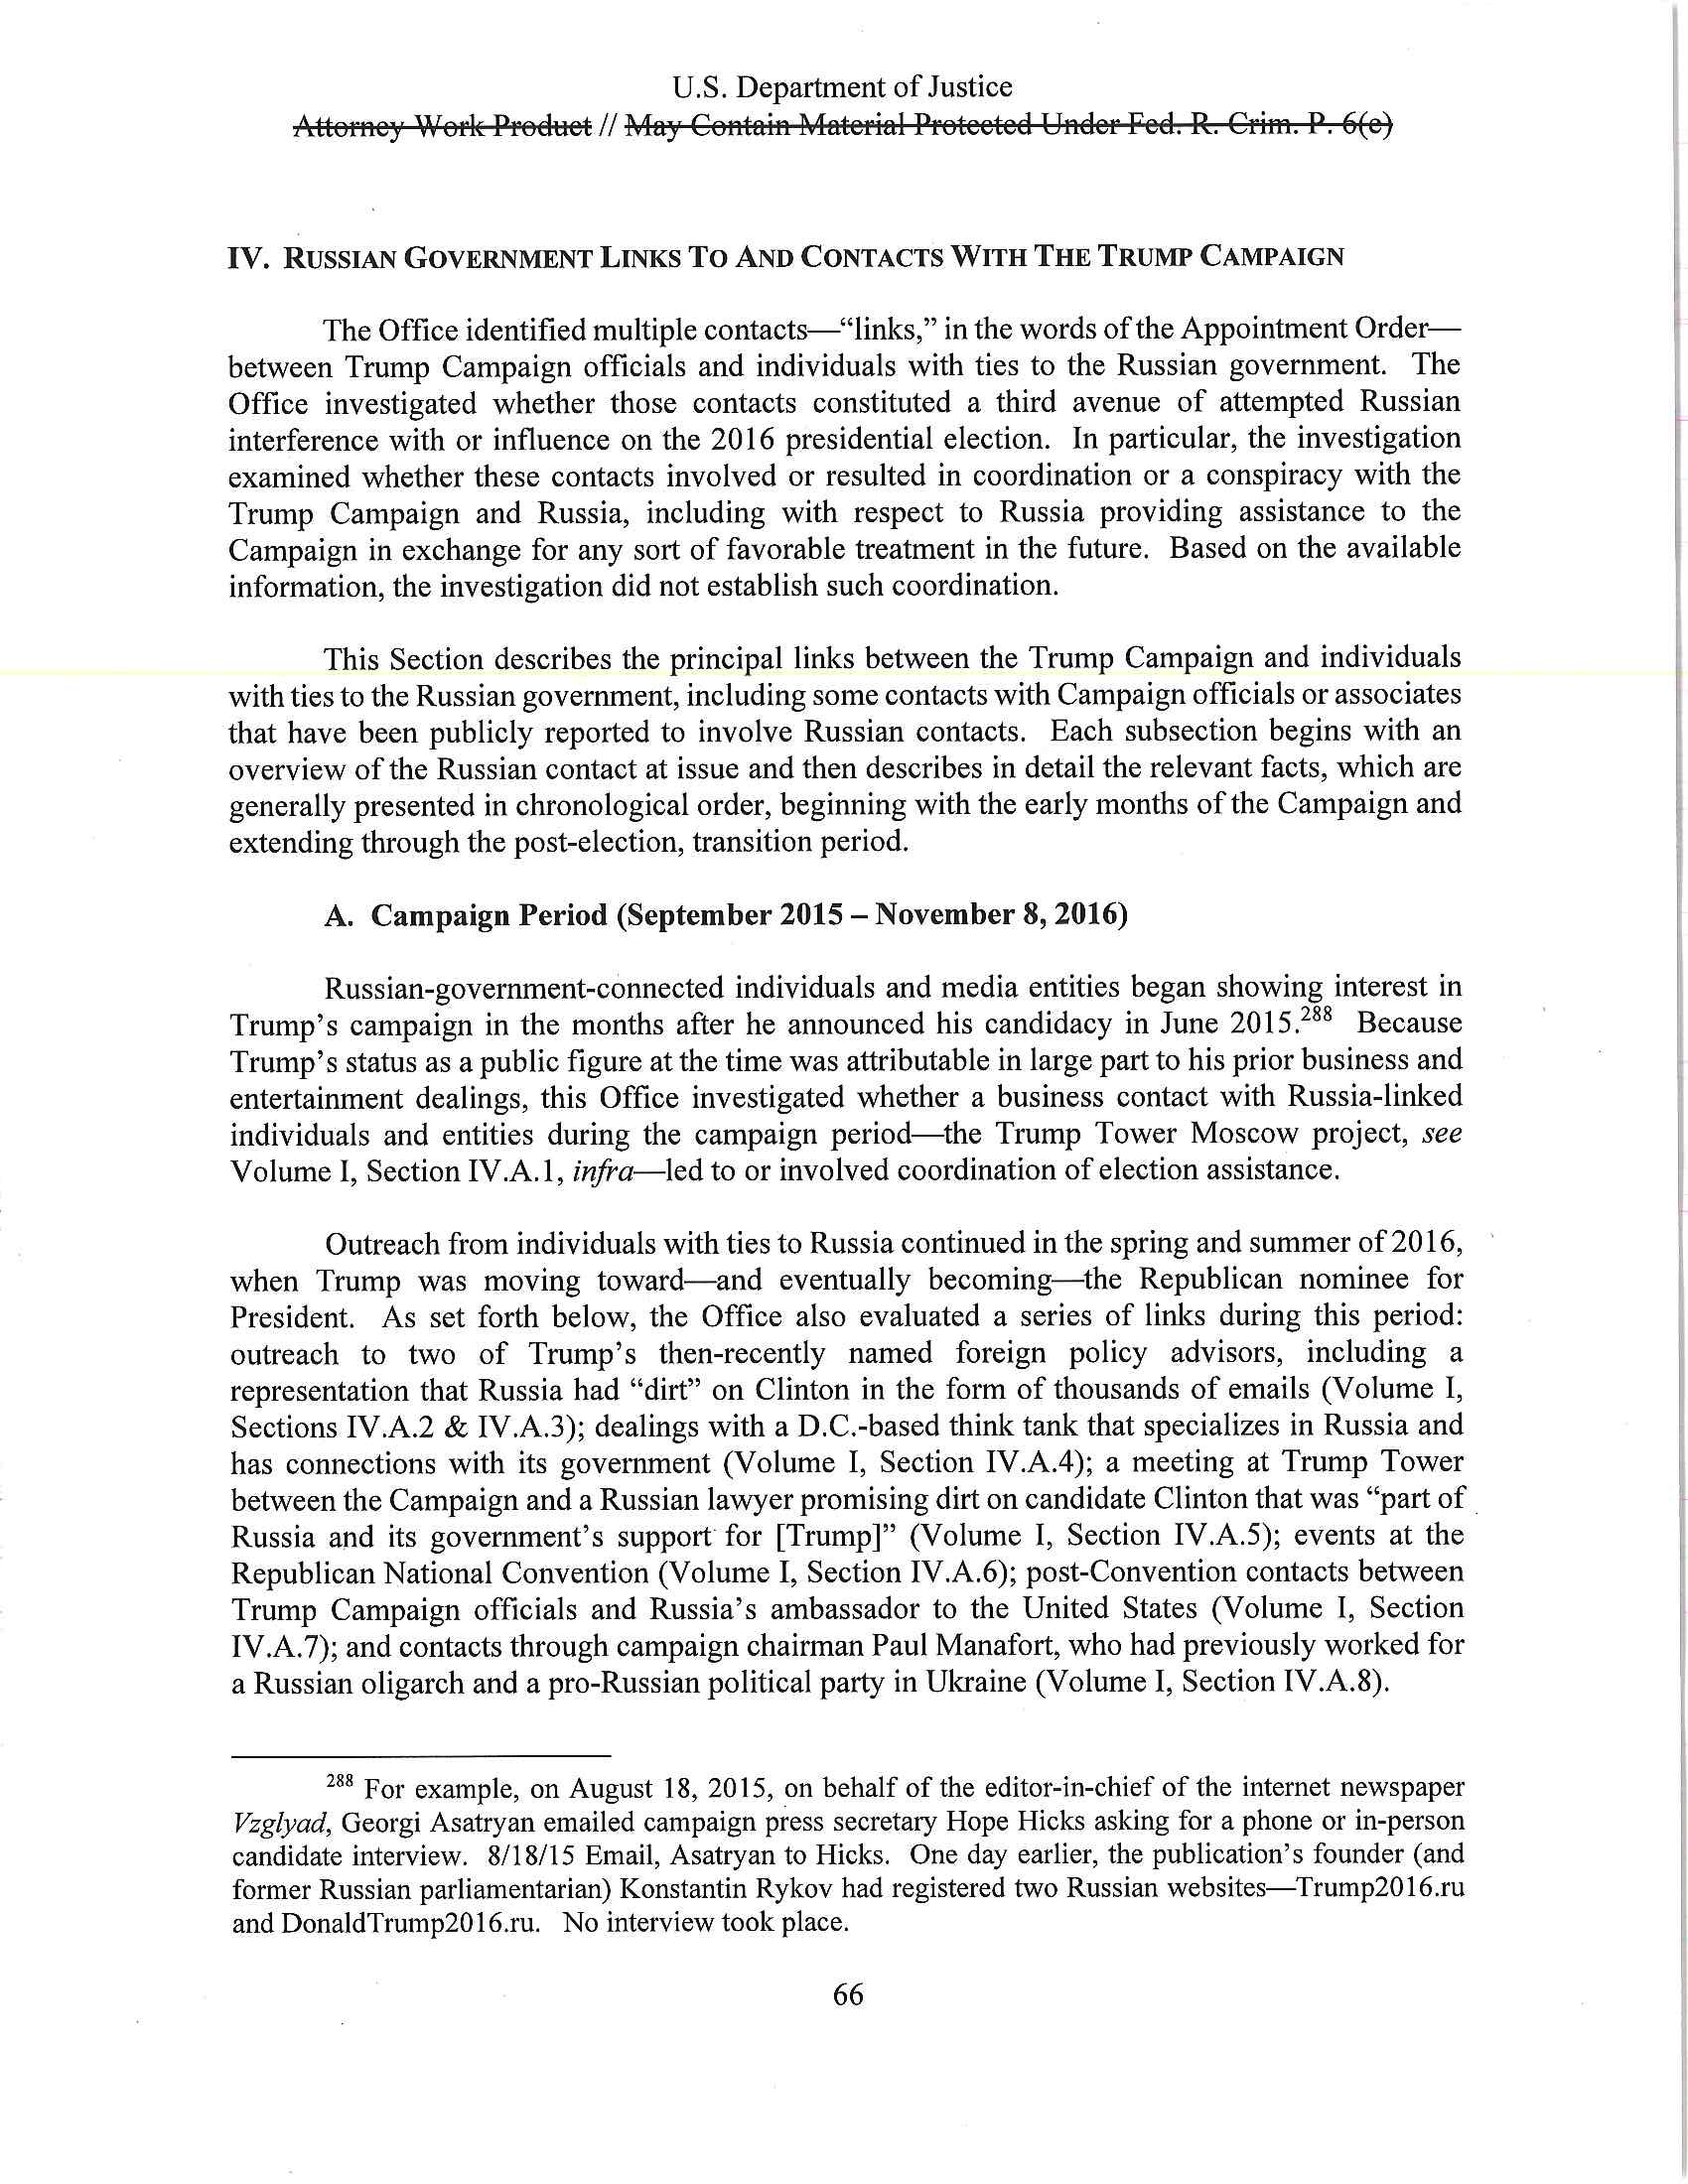 U.S. Department of Justice
Attorney Work Product // May Contain Material Protected Under Fed. R. Crim. P. 6(e)
IV. RUSSIAN GOVERNMENT LINKS TO AND CONTACTS WITH THE TRUMP CAMPAIGN
The Office identified multiple contacts—“links,” in the words of the Appointment Order—
between Trump Campaign officials and individuals with ties to the Russian government. The
Office investigated whether those contacts constituted a third avenue of attempted Russian
interference with or influence on the 2016 presidential election. In particular, the investigation
examined whether these contacts involved or resulted in coordination or a conspiracy with the
Trump Campaign and Russia, including with respect to Russia providing assistance to the
Campaign in exchange for any sort of favorable treatment in the future. Based on the available
information, the investigation did not establish such coordination.
This Section describes the principal links between the Trump Campaign and individuals
with ties to the Russian government, including some contacts with Campaign officials or associates
that have been publicly reported to involve Russian contacts. Each subsection begins with an
overview of the Russian contact at issue and then describes in detail the relevant facts, which are
generally presented in chronological order, beginning with the early months of the Campaign and
extending through the post-election, transition period.
A. Campaign Period (September 2015 – November 8, 2016)
Russian-government-connected individuals and media entities began showing interest in
Trump’s campaign in the months after he announced his candidacy in June 2015.288 Because
Trump’s status as a public figure at the time was attributable in large part to his prior business and
entertainment dealings, this Office investigated whether a business contact with Russia-linked
individuals and entities during the campaign period—the Trump Tower Moscow project, see
Volume I, Section IV.A.1, infra—led to or involved coordination of election assistance.
Outreach from individuals with ties to Russia continued in the spring and summer of 2016,
when Trump was moving toward—and eventually becoming—the Republican nominee for
President. As set forth below, the Office also evaluated a series of links during this period:
outreach to two of Trump’s then-recently named foreign policy advisors, including a
representation that Russia had “dirt” on Clinton in the form of thousands of emails (Volume I,
Sections IV.A.2 & IV.A.3); dealings with a D.C.-based think tank that specializes in Russia and
has connections with its government (Volume I, Section IV.A.4); a meeting at Trump Tower
between the Campaign and a Russian lawyer promising dirt on candidate Clinton that was “part of
Russia and its government’s support for [Trump]” (Volume I, Section IV.A.5); events at the
Republican National Convention (Volume I, Section IV.A.6); post-Convention contacts between
Trump Campaign officials and Russia’s ambassador to the United States (Volume I, Section
IV.A.7); and contacts through campaign chairman Paul Manafort, who had previously worked for
a Russian oligarch and a pro-Russian political party in Ukraine (Volume I, Section IV.A.8).
288 For example, on August 18, 2015, on behalf of the editor-in-chief of the internet newspaper
Vzglyad, Georgi Asatryan emailed campaign press secretary Hope Hicks asking for a phone or in-person
candidate interview. 8/18/15 Email, Asatryan to Hicks. One day earlier, the publication’s founder (and
former Russian parliamentarian) Konstantin Rykov had registered two Russian websites—Trump2016.ru
and DonaldTrump2016.ru. No interview took place.
66